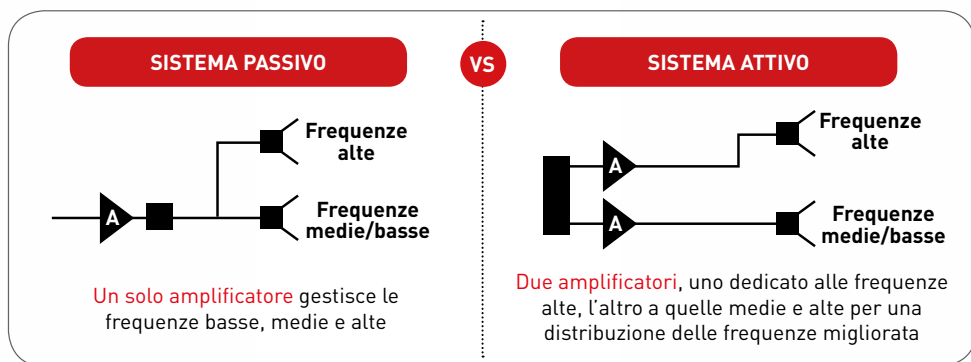 SISTEMA PASSIVO
VS
SISTEMA ATTIVO
Frequenze
alte
A
Frequenze
medie/basse
Un solo amplificatore gestisce le
frequenze basse, medie e alte
Frequenze
alte
A
A
Frequenze
medie/basse
Due amplificatori, uno dedicato alle frequenze
alte, l’altro a quelle medie e alte per una
distribuzione delle frequenze migliorata